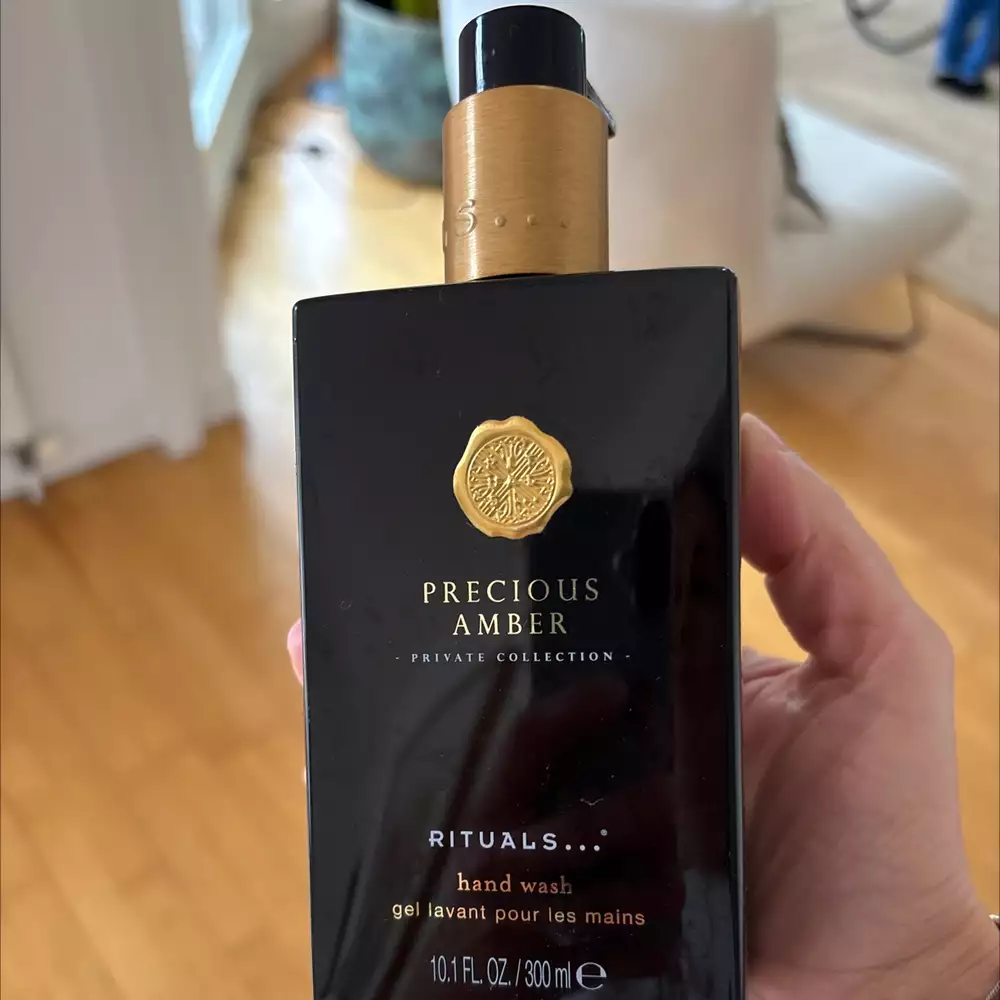 S...
PRECIOUS
AMBER
- PRIVATE COLLECTION -
RITUALS...®
hand wash
gel lavant pour les mains
10.1 FL. OZ. / 300 ml ℮